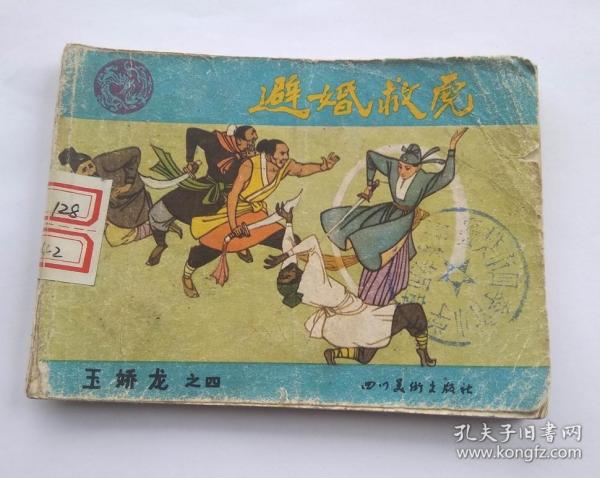 避婚救虎
128
-2
玉娇龙 之四
四川美术出版社
孔夫子旧书网
www.kongfz.com